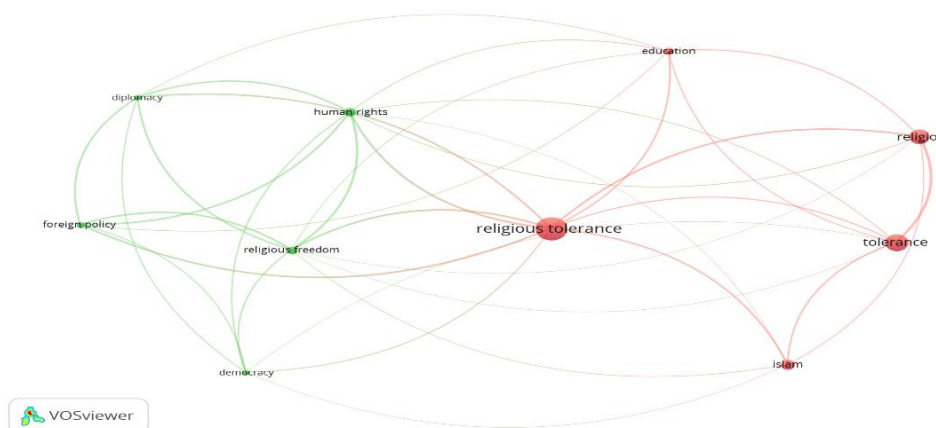 education
diplomacy
human rights
religio
foreign policy
religious tolerance
religious freedom
tolerance
islam
democracy
VOSviewer